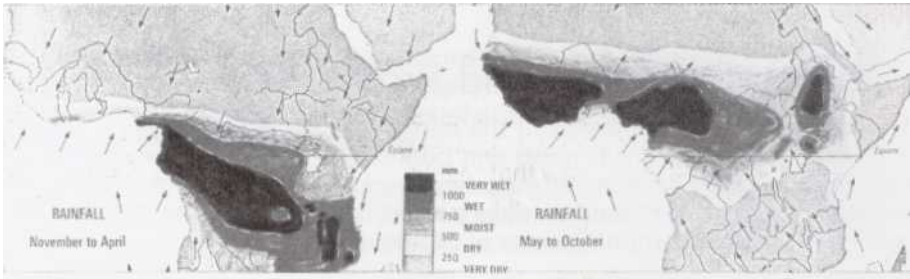 RAINFALL
November to April
Equator
mm
1000
750
500
250
VERY WET
WET
MOIST
DRY
VERY DRY
RAINFALL
May to October
Equator